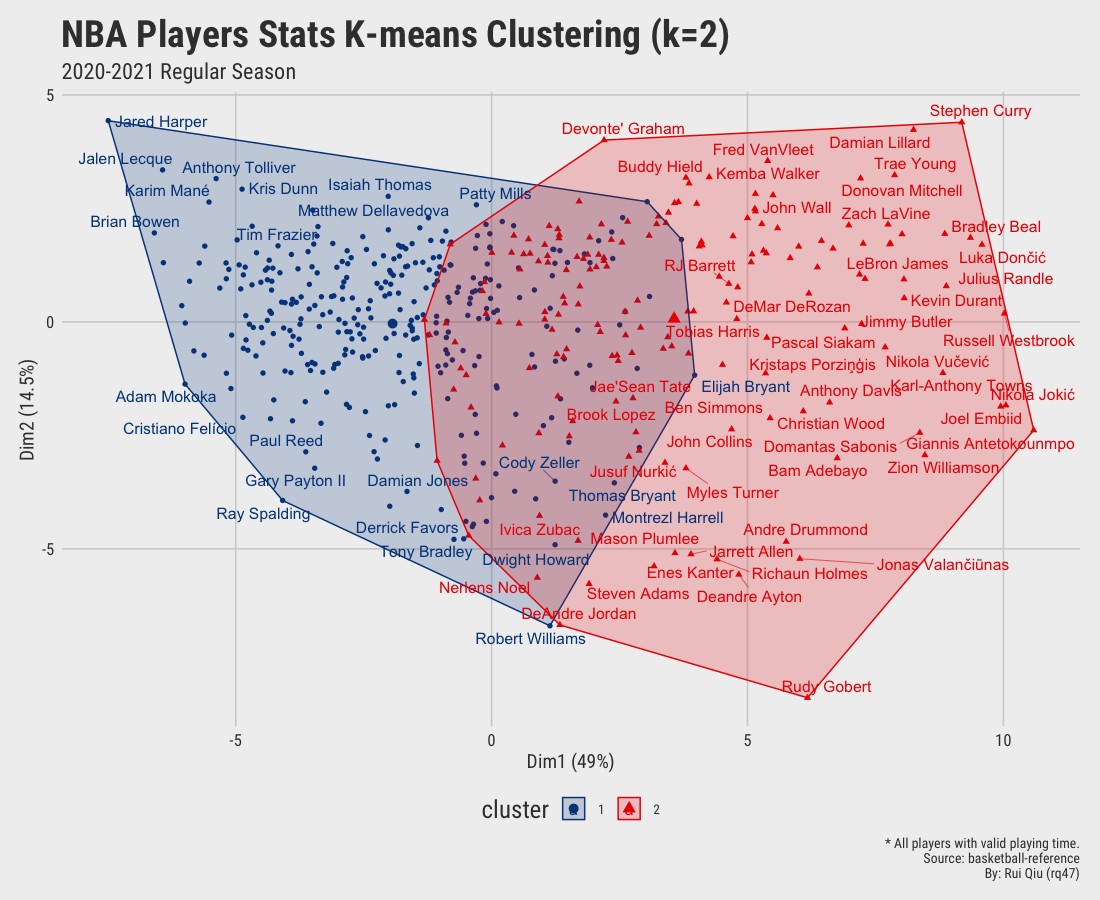 NBA Players Stats K-means Clustering (k=2)
2020-2021 Regular Season
5
Stephen Curry
Jared Harper
Devonte' Graham
Damian Lillard
Fred VanVleet
Jalen Lecque
Anthony Tolliver
Buddy Hield
Kemba Walker
Trae Young
Karim Mané
Kris Dunn
Isaiah Thomas
Patty Mills
Donovan Mitchell
Matthew Dellavedova
John Wall
Zach LaVine
Brian Bowen
Tim Frazier
Bradley Beal
Luka Dončić
RJ Barrett
LeBron James
Julius Randle
DeMar DeRozan
Kevin Durant
0
Jimmy Butler
Tobias Harris
Pascal Siakam
Russell Westbrook
Kristaps Porziņģis
Nikola Vučević
Jae'Sean Tate
Elijah Bryant
Anthony Davis
Karl-Anthony Towns
Nikola Jokić
Adam Mokoka
Brook Lopez
Ben Simmons
Christian Wood
Joel Embiid
Cristiano Felício
Paul Reed
John Collins
Domantas Sabonis
Giannis Antetokounmpo
Cody Zeller
Jusuf Nurkić
Bam Adebayo
Zion Williamson
Gary Payton II
Damian Jones
Thomas Bryant
Myles Turner
Ray Spalding
Derrick Favors
Ivica Zubac
Montrezl Harrell
Mason Plumlee
Andre Drummond
-5
Tony Bradley
Dwight Howard
Jarrett Allen
Jonas Valančiūnas
Enes Kanter
Richaun Holmes
Nerlens Noel
Steven Adams
Deandre Ayton
DeAndre Jordan
Robert Williams
Rudy Gobert
Dim2 (14.5%)
-5
0
5
10
Dim1 (49%)
cluster
1
2
* All players with valid playing time.
Source: basketball-reference
By: Rui Qiu (rq47)